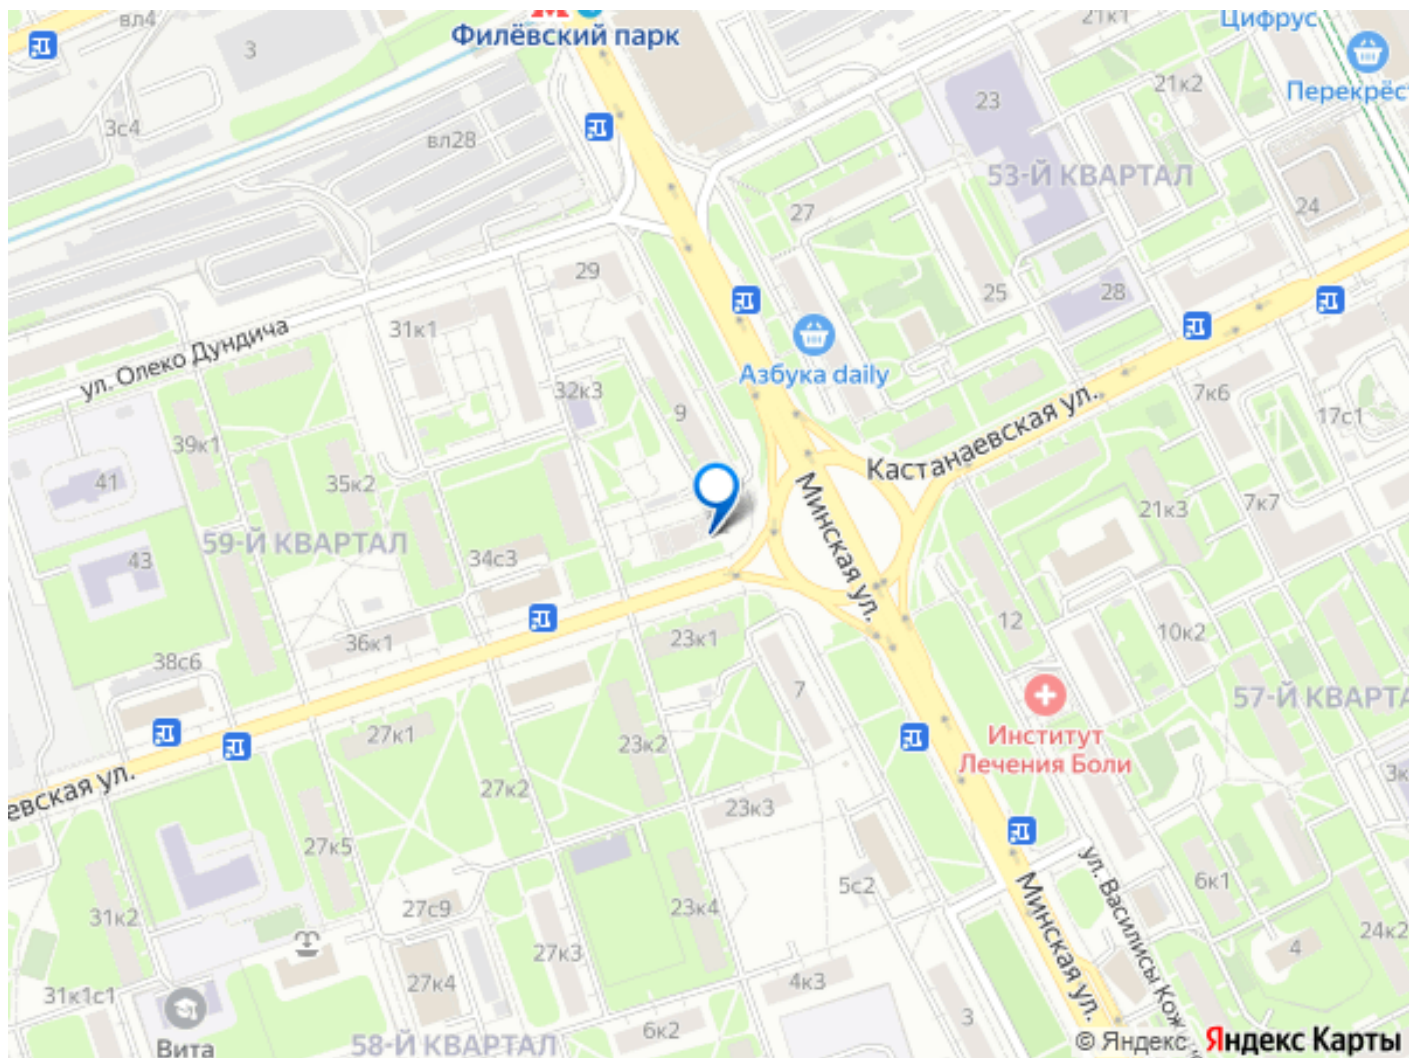 вл4
3
Филёвский парк
21к1
Цифрус
Перекрёс
21к2
23
3с4
вл28
53-Й КВАРТАЛ
27
24
29
25
28
31к1
ул. Олеко Дундича
Азбука daily
32к3
9
7к6
17с1
39к1
Кастанаевская ул.
41
35к2
Минская ул.
21к3
7к7
59-Й КВАРТАЛ
43
34с3
36к1
23к1
12
10к2
38с6
7
57-Й КВАРТА
27к1
23к2
Институт
Лечения Боли
евская ул.
27к2
23к3
3к
27к5
ул. Василисы Кож
5с2
6к1
31к2
27с9
23к4
Минская ул.
24к2
27к3
4
27к4
4к3
31к1с1
3
6к2
Вита
58-Й КВАРТАЛ
© Яндекс
Яндекс Карты